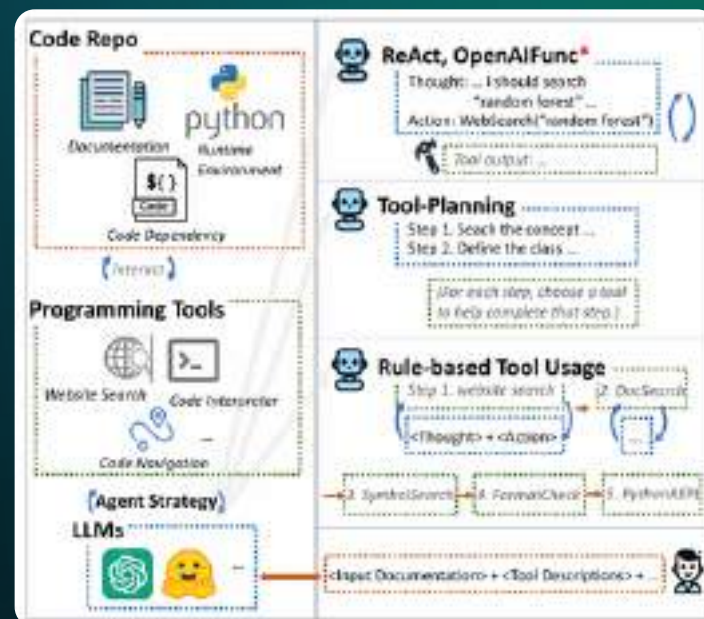 Code Repo
Documentation
python
Runtime
Environment
${}
Code
Code Dependency
Interact
Programming Tools
Website Search
Code Interpreter
...
Code Navigation
Agent Strategy
LLMs
...
ReAct, OpenAIFunc*
Thought: ... I should search
"random forest" ...
Action: WebSearch("random forest")
Tool output: ...
Tool-Planning
Step 1. Seach the concept ...
Step 2. Define the class ...
(For each step, choose a tool
to help complete that step.)
Rule-based Tool Usage
Step 1. website search
2. DocSearch
<Thought> + <Action>
...
3. SymbolSearch
4. FormatCheck
5. PythonREPL
<Input Documentation> + <Tool Descriptions> + ...